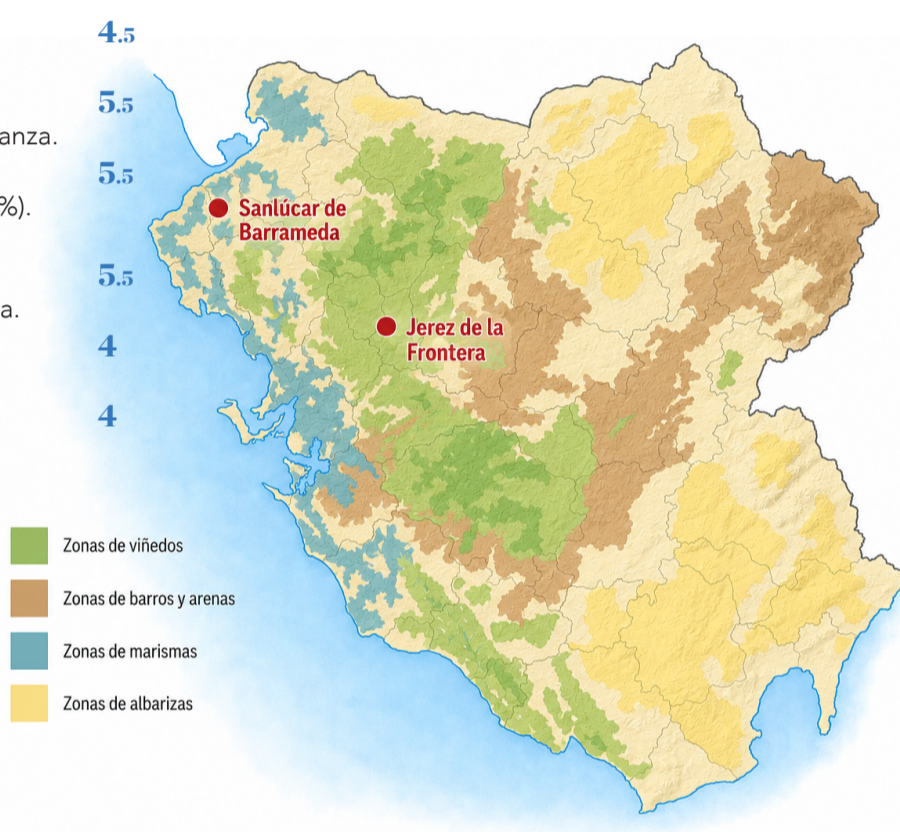 4.5
5.5
anza.
5.5
%).
Sanlúcar de
Barrameda
5.5
a.
Jerez de la
Frontera
4
4
Zonas de viñedos
Zonas de barros y arenas
Zonas de marismas
Zonas de albarizas